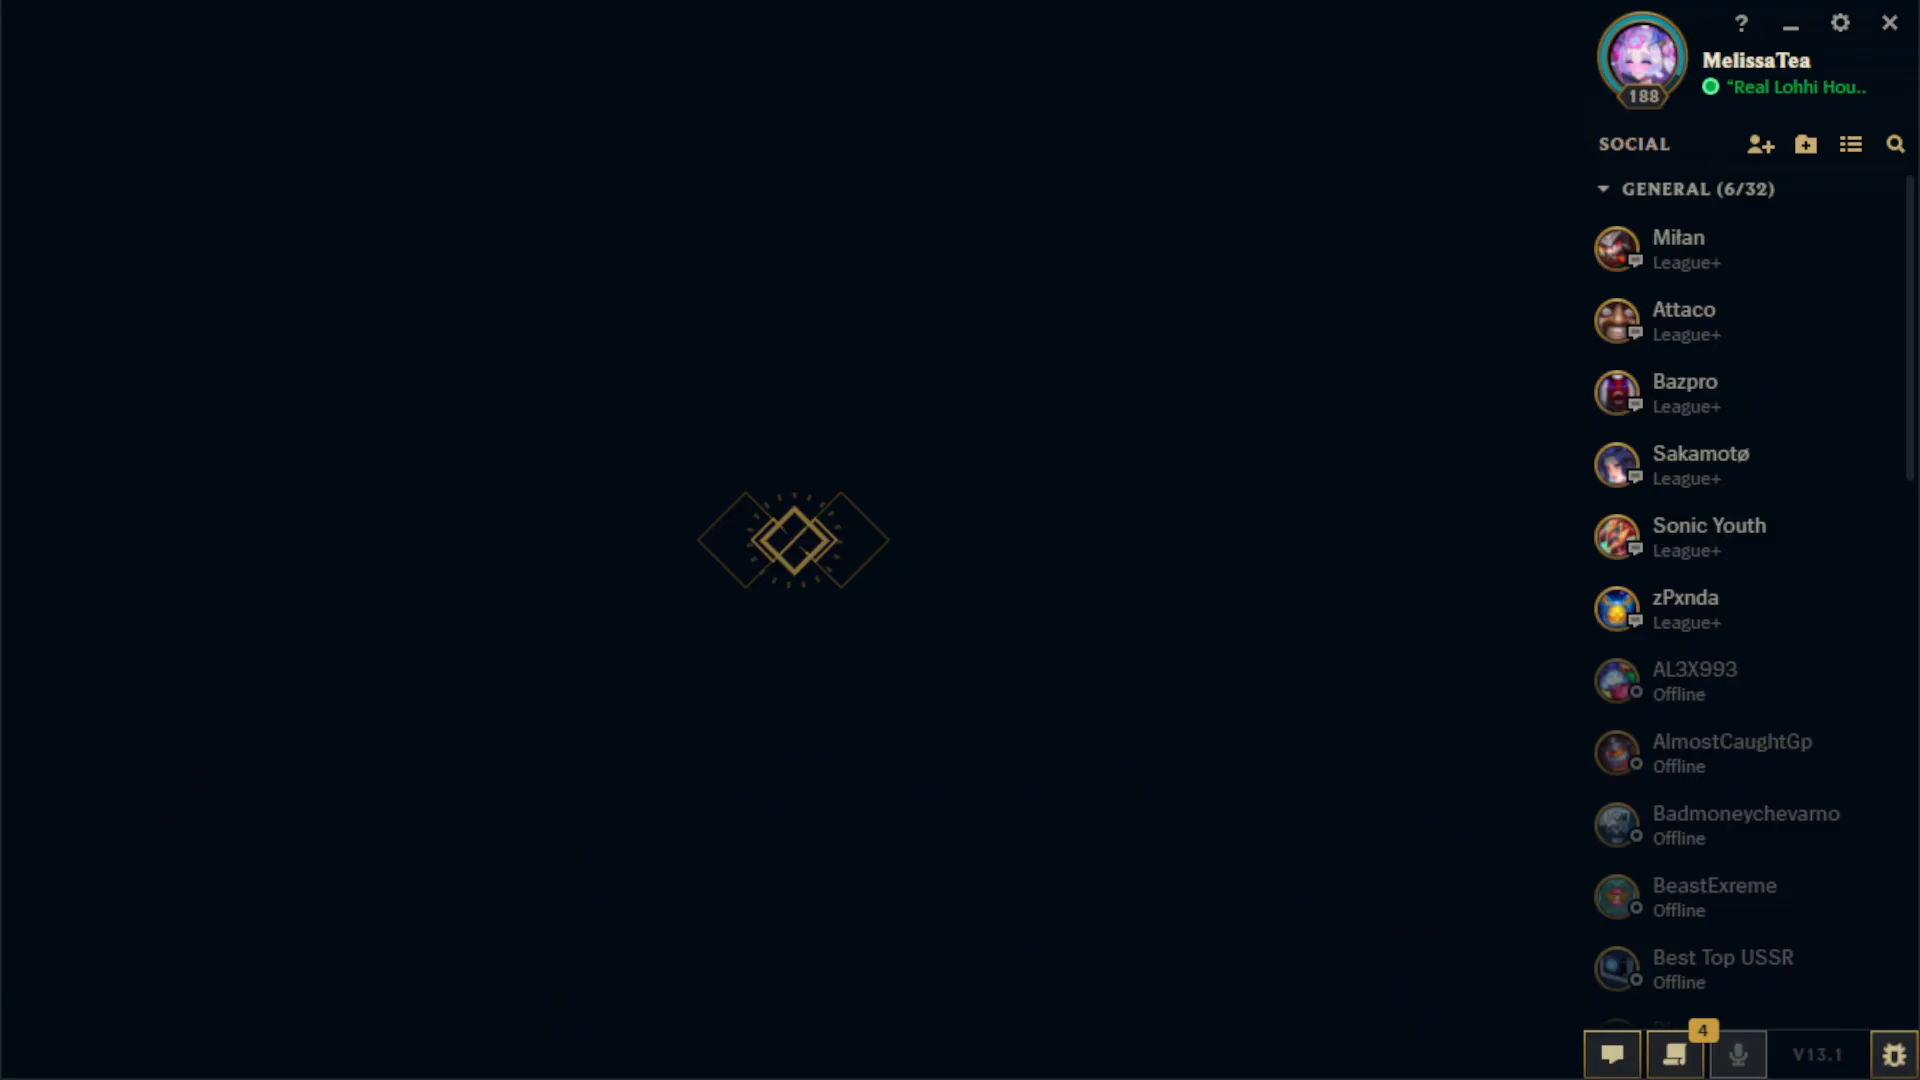 ?
MelissaTea
“Real Lohhi Hou..
188
SOCIAL
GENERAL (6/32)
Miłan
League+
Attaco
League+
Bazpro
League+
Sakamotø
League+
Sonic Youth
League+
zPxnda
League+
AL3X993
Offline
AlmostCaughtGp
Offline
Badmoneychevarno
Offline
BeastExreme
Offline
Best Top USSR
Offline
4
V13.1